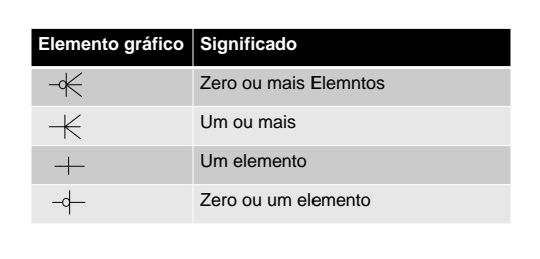 Elemento gráfico Significado
Zero ou mais Elemntos
Um ou mais
Um elemento
Zero ou um elemento